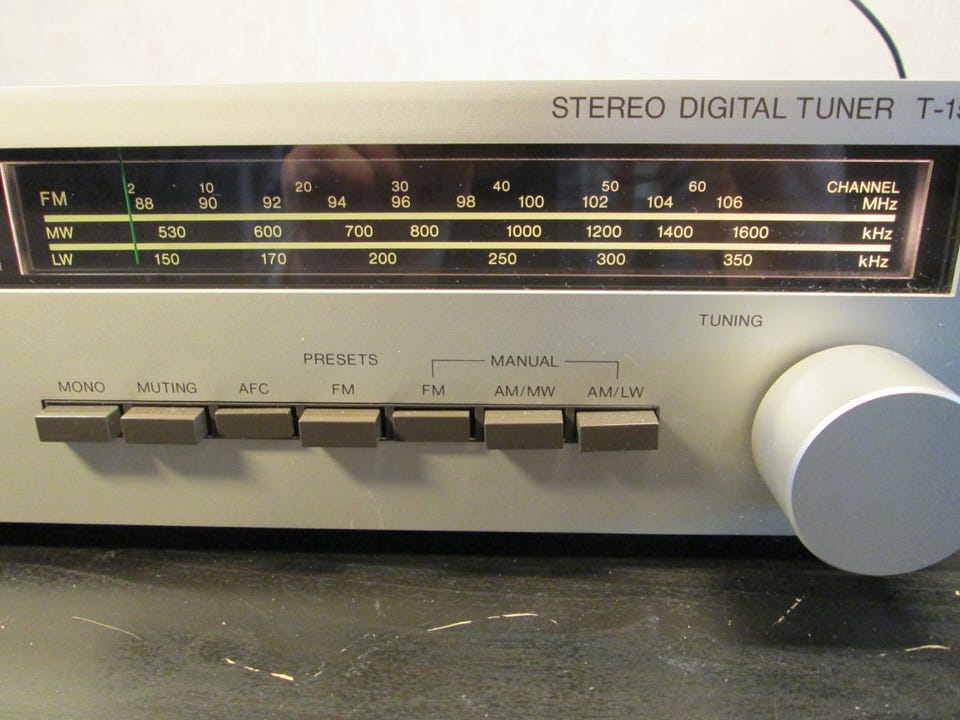 STEREO DIGITAL TUNER T-15
2 10 20 30 40 50 60 CHANNEL
FM 88 90 92 94 96 98 100 102 104 106 MHz
MW 530 600 700 800 1000 1200 1400 1600 kHz
LW 150 170 200 250 300 350 kHz
TUNING
PRESETS MANUAL
MONO MUTING AFC FM FM AM/MW AM/LW